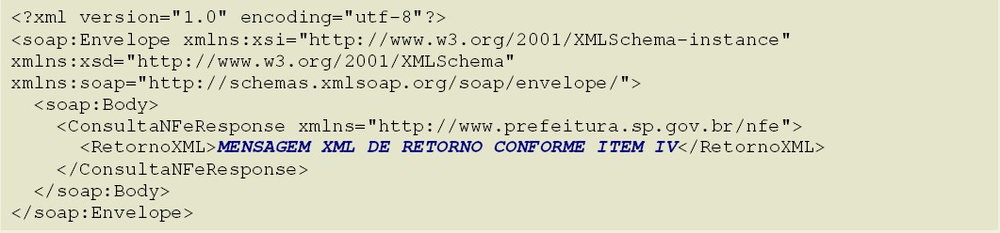 <?xml version="1.0" encoding="utf-8"?>
<soap:Envelope xmlns:xsi="http://www.w3.org/2001/XMLSchema-instance"
xmlns:xsd="http://www.w3.org/2001/XMLSchema"
xmlns:soap="http://schemas.xmlsoap.org/soap/envelope/">
  <soap:Body>
    <ConsultaNFeResponse xmlns="http://www.prefeitura.sp.gov.br/nfe">
      <RetornoXML>MENSAGEM XML DE RETORNO CONFORME ITEM IV</RetornoXML>
    </ConsultaNFeResponse>
  </soap:Body>
</soap:Envelope>